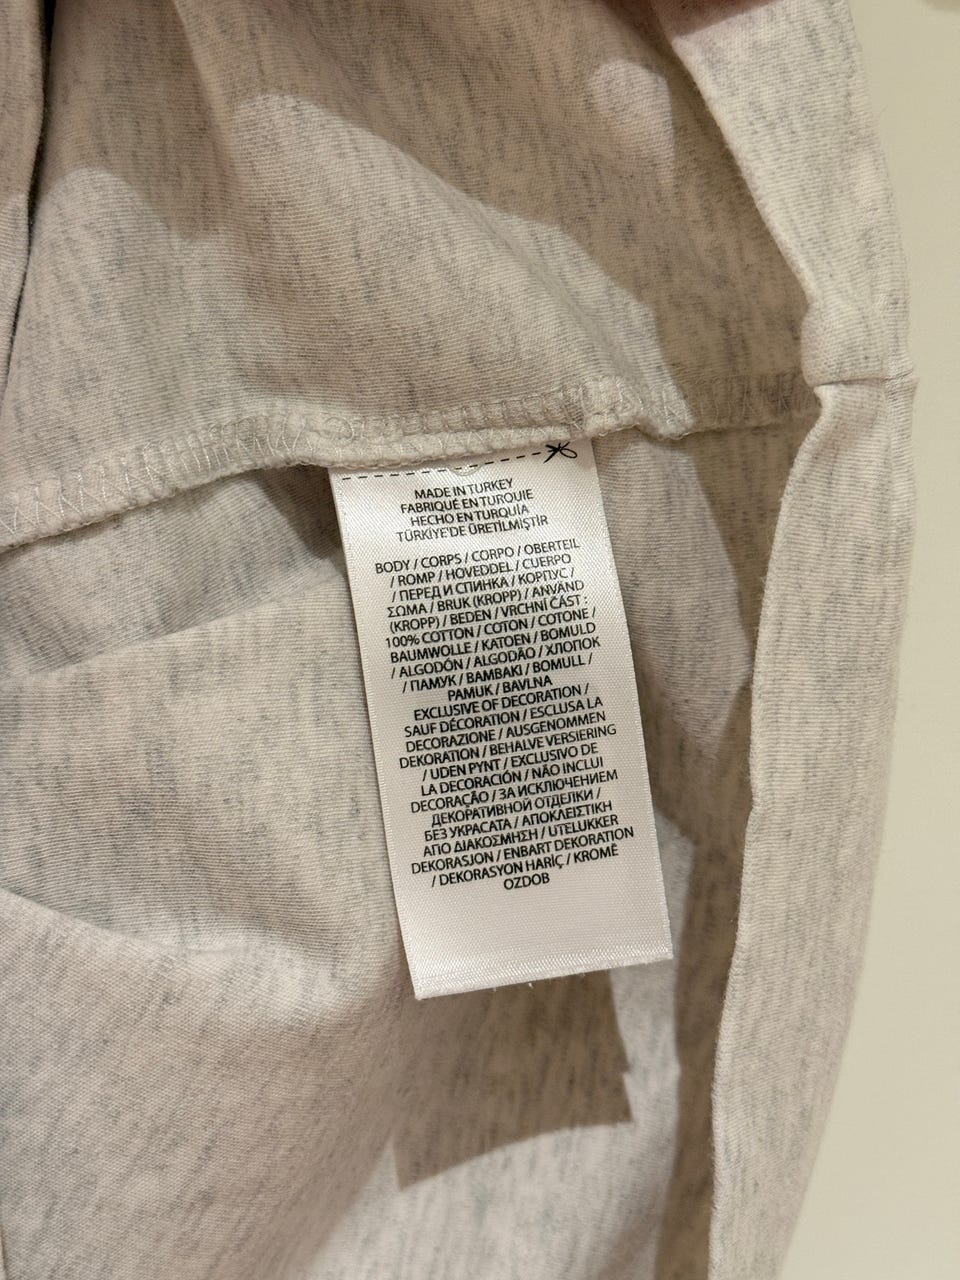 MADE IN TURKEY
FABRIQUÉ EN TURQUIE
HECHO EN TURQUÍA
TÜRKİYE'DE ÜRETİLMİŞTİR
BODY / CORPS / CORPO / OBERTEIL
/ ROMP / HOVEDDEL / CUERPO
/ ПЕРЕД И СПИНКА / КОРПУС /
ΣΩΜΑ / BRUK (KROPP) / ANVÄND
(KROPP) / BEDEN / VRCHNÍ ČÁST :
100% COTTON / COTON / COTONE /
BAUMWOLLE / KATOEN / BOMULD
/ ALGODÓN / ALGODÃO / ХЛОПОК
/ ПАМУК / ΒΑΜΒΑΚΙ / BOMULL /
PAMUK / BAVLNA
EXCLUSIVE OF DECORATION /
SAUF DÉCORATION / ESCLUSA LA
DECORAZIONE / AUSGENOMMEN
DEKORATION / BEHALVE VERSIERING
/ UDEN PYNT / EXCLUSIVO DE
LA DECORACIÓN / NÃO INCLUI
DECORAÇÃO / ЗА ИСКЛЮЧЕНИЕМ
ДЕКОРАТИВНОЙ ОТДЕЛКИ /
БЕЗ УКРАСАТА / ΑΠΟΚΛΕΙΣΤΙΚΗ
ΑΠΟ ΔΙΑΚΟΣΜΗΣΗ / UTELUKKER
DEKORASJON / ENBART DEKORATION
/ DEKORASYON HARİÇ / KROMĚ
OZDOB